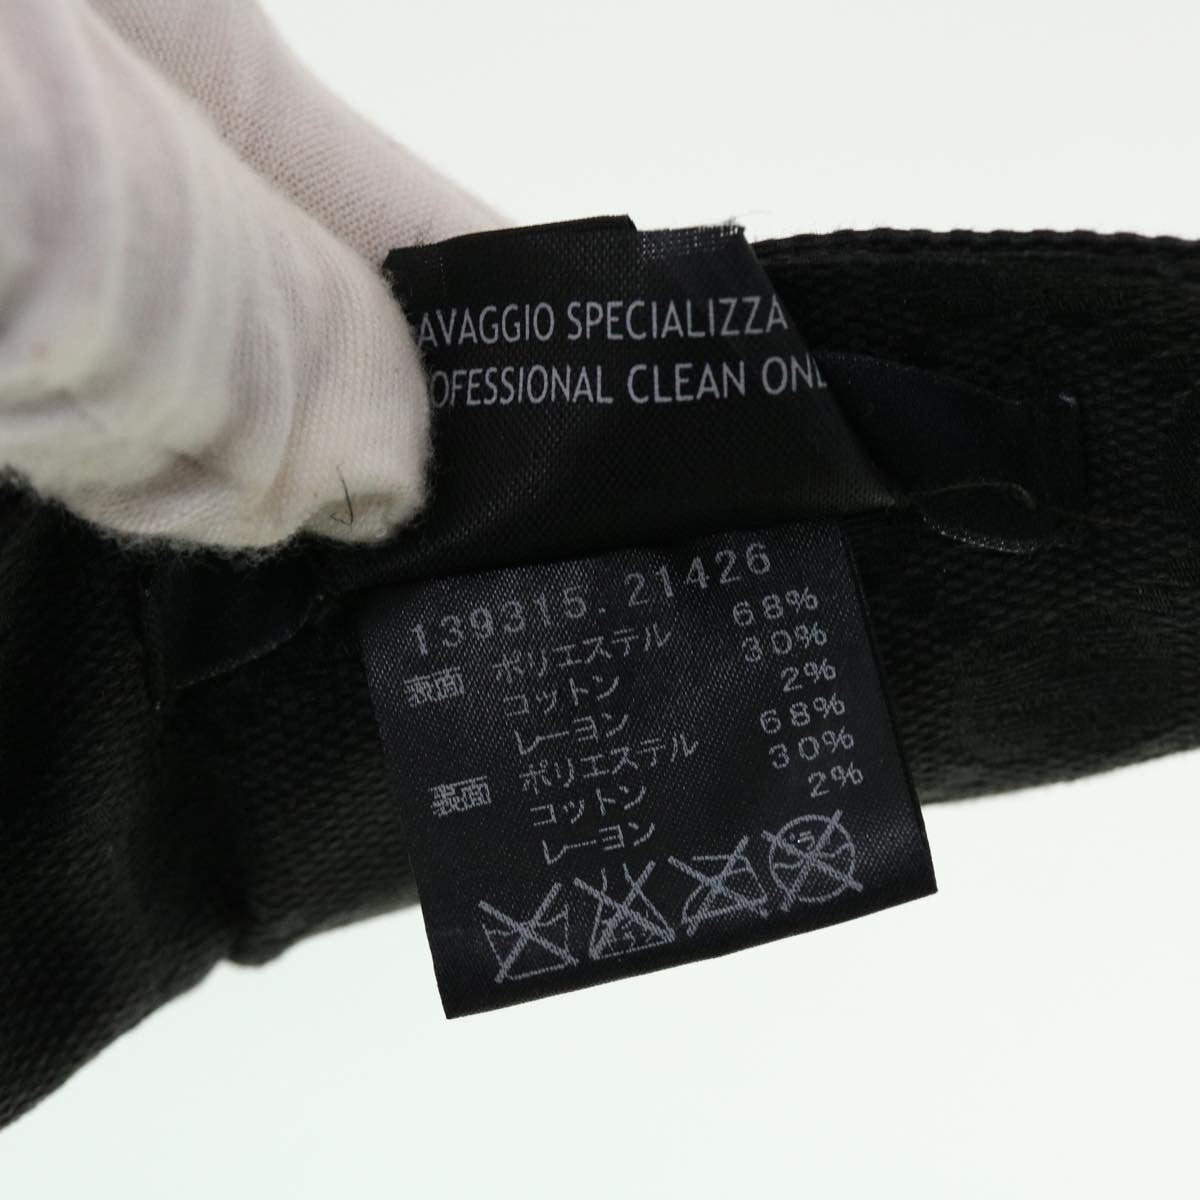 AVAGGIO SPECIALIZZA
OFESSIONAL CLEAN ONL
139315.21426
表面 ポリエステル 68%
コットン 30%
レーヨン 2%
裏面 ポリエステル 68%
コットン 30%
レーヨン 2%